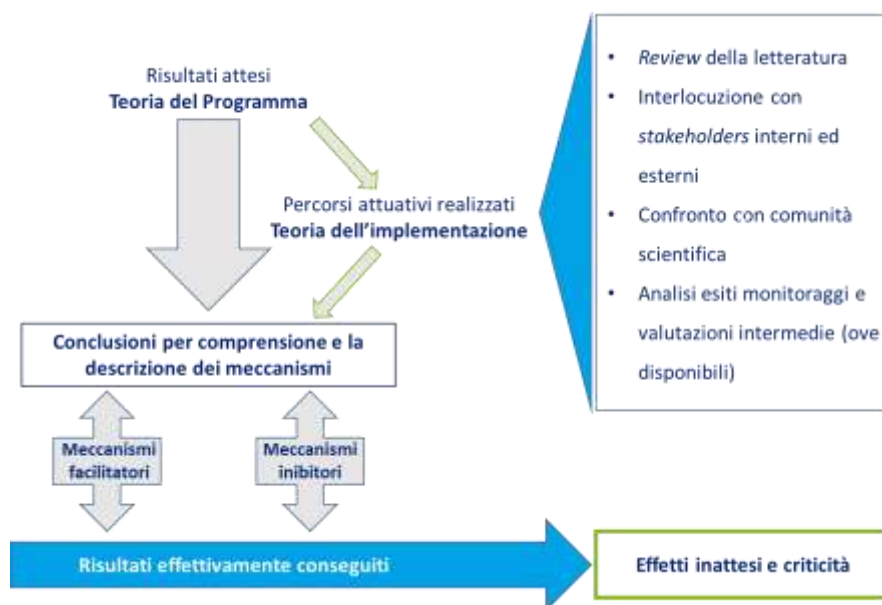 Risultati attesi
Teoria del Programma
Percorsi attuativi realizzati
Teoria dell'implementazione
• Review della letteratura
• Interlocuzione con
stakeholders interni ed
esterni
• Confronto con comunità
scientifica
• Analisi esiti monitoraggi e
valutazioni intermedie (ove
disponibili)
Conclusioni per comprensione e la
descrizione dei meccanismi
Meccanismi
facilitatori
Meccanismi
inibitori
Risultati effettivamente conseguiti
Effetti inattesi e criticità